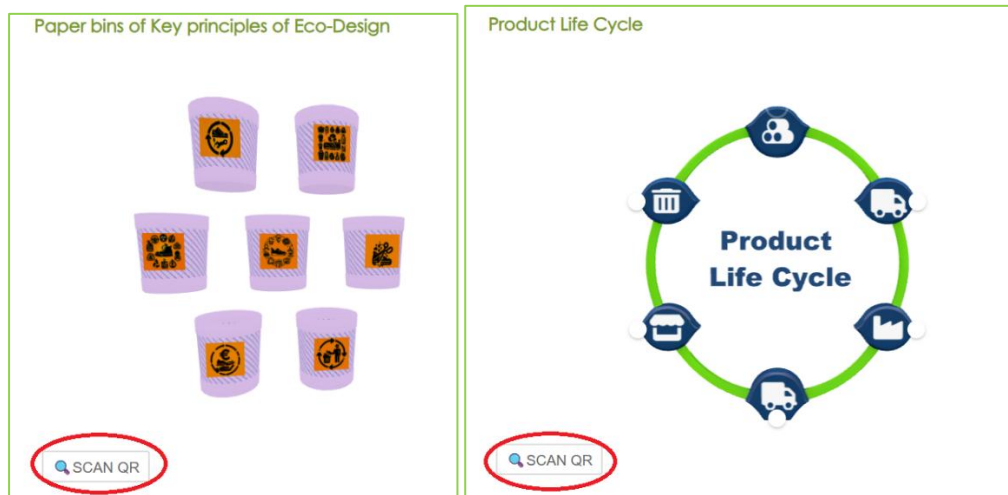 Paper bins of Key principles of Eco-Design
SCAN QR
Product Life Cycle
Product
Life Cycle
SCAN QR